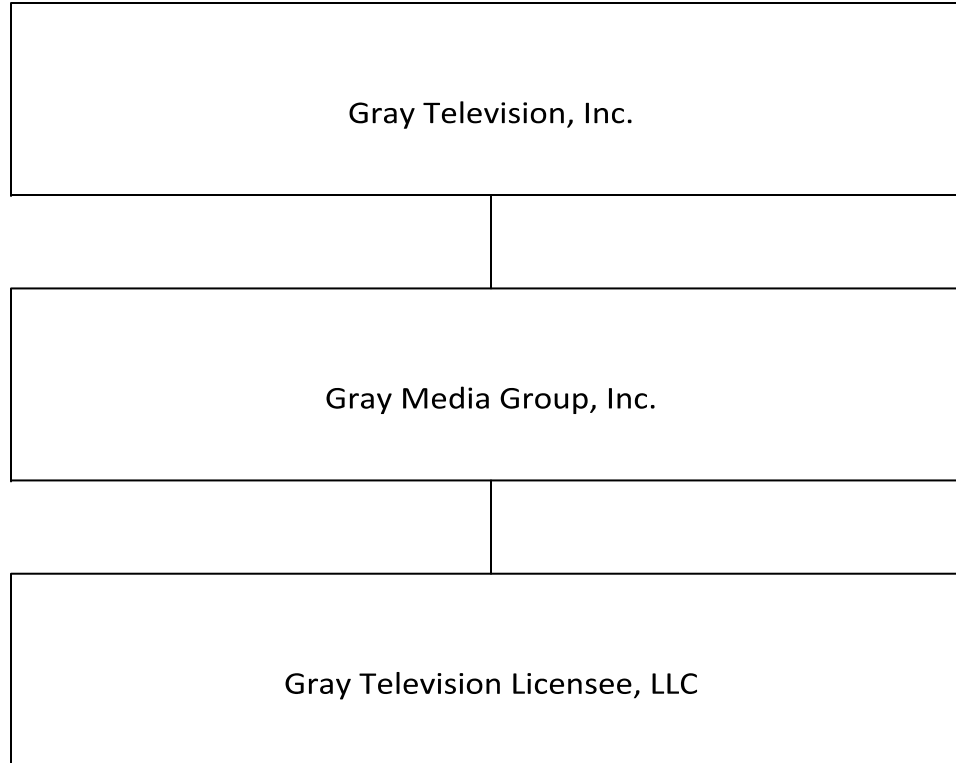 Gray Television, Inc.
Gray Media Group, Inc.
Gray Television Licensee, LLC